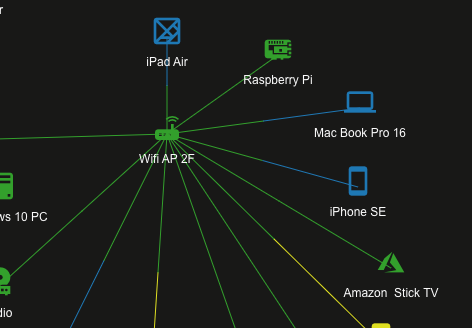 r
iPad Air
Raspberry Pi
Mac Book Pro 16
Wifi AP 2F
iPhone SE
ws 10 PC
Amazon  Stick TV
dio